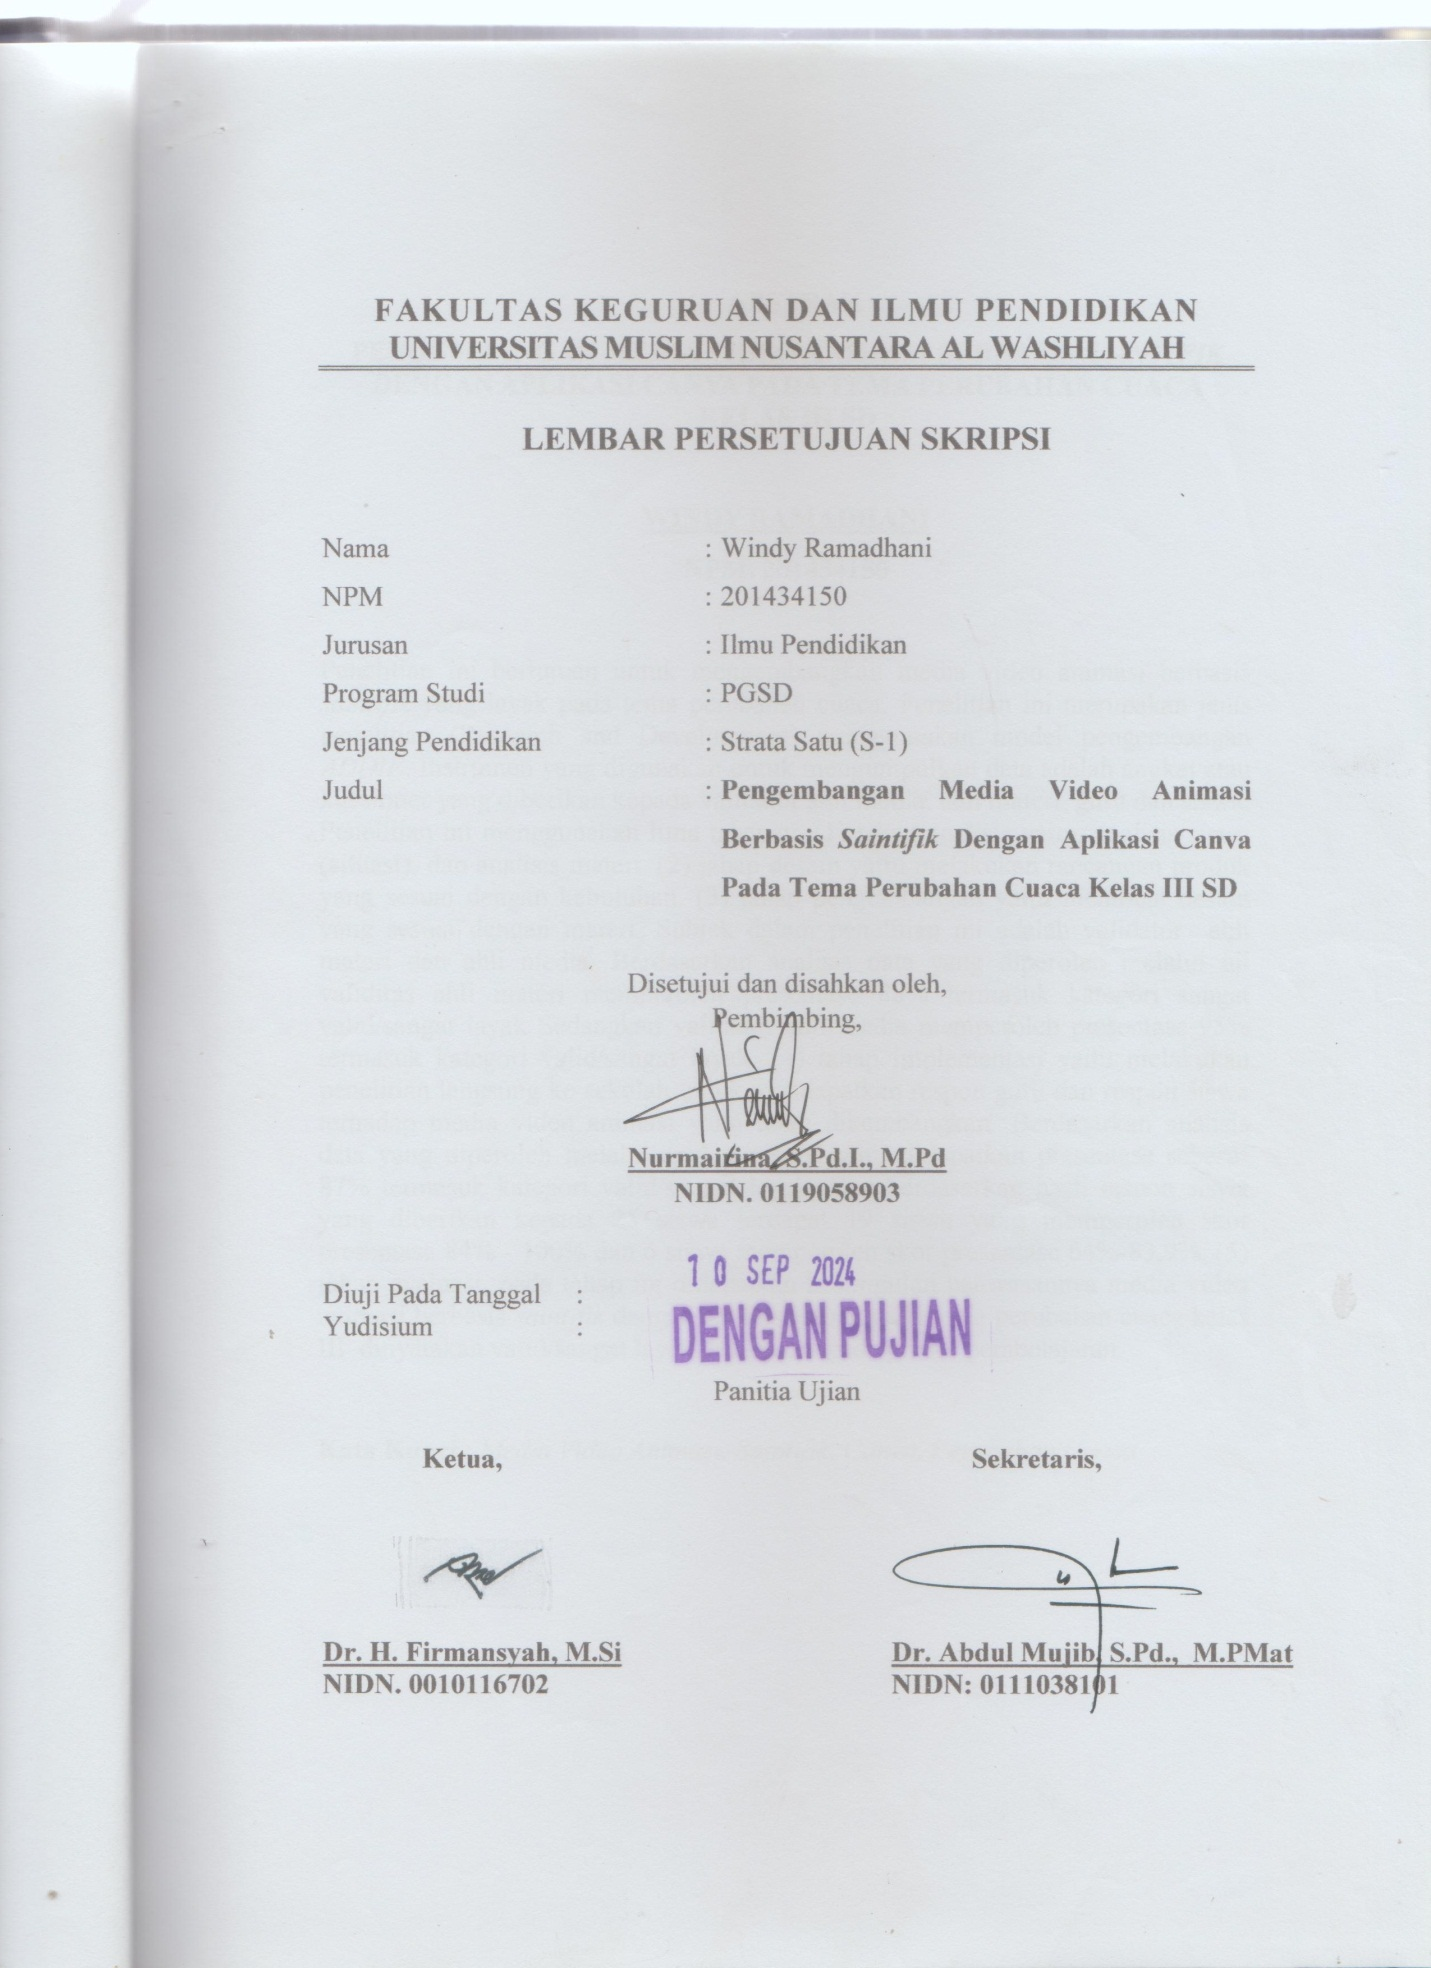 FAKULTAS KEGURUAN DAN ILMU PENDIDIKAN
UNIVERSITAS MUSLIM NUSANTARA AL WASHLIYAH
LEMBAR PERSETUJUAN SKRIPSI
Nama : Windy Ramadhani
NPM : 201434150
Jurusan : Ilmu Pendidikan
Program Studi : PGSD
Jenjang Pendidikan : Strata Satu (S-1)
Judul : Pengembangan Media Video Animasi
Berbasis Saintifik Dengan Aplikasi Canva
Pada Tema Perubahan Cuaca Kelas III SD
Disetujui dan disahkan oleh,
Pembimbing,
Nurmairina, S.Pd.I., M.Pd
NIDN. 0119058903
Diuji Pada Tanggal : 10 SEP 2024
Yudisium : DENGAN PUJIAN
Panitia Ujian
Ketua, Sekretaris,
Dr. H. Firmansyah, M.Si Dr. Abdul Mujib, S.Pd., M.PMat
NIDN. 0010116702 NIDN: 0111038101